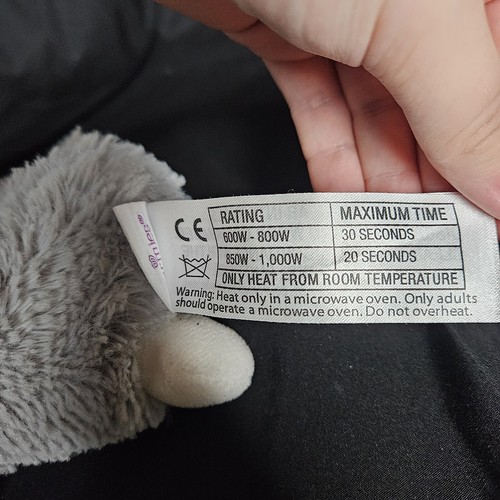 CE
RATING MAXIMUM TIME
600W - 800W 30 SECONDS
850W - 1,000W 20 SECONDS
ONLY HEAT FROM ROOM TEMPERATURE
Warning: Heat only in a microwave oven. Only adults
should operate a microwave oven. Do not overheat.